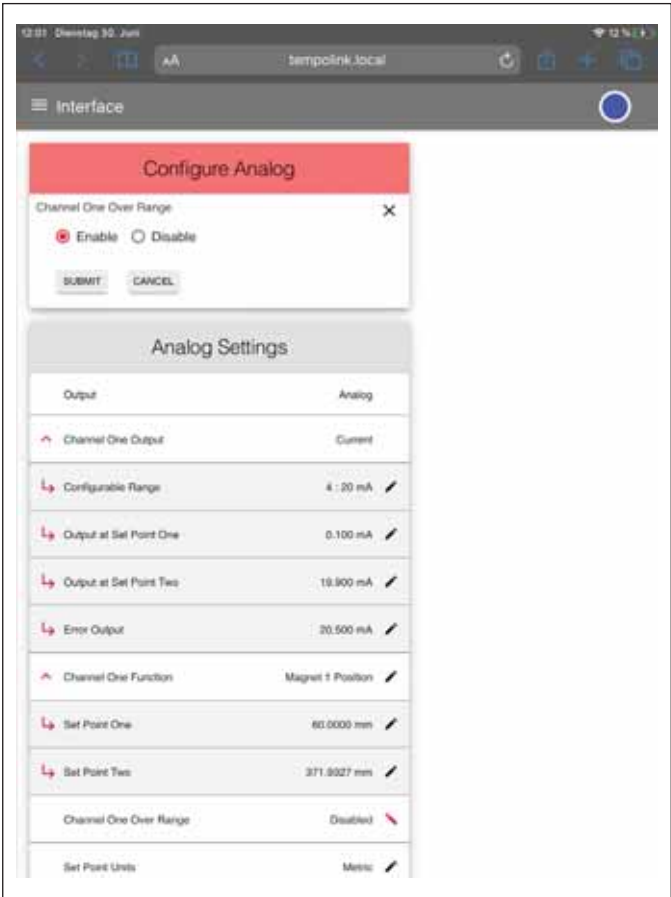 12:01 Dienstag 30. Juni 12 %
AA tempolink.local
Interface
Configure Analog
Channel One Over Range
Enable Disable
SUBMIT CANCEL
Analog Settings
Output Analog
Channel One Output Current
Configurable Range 4 : 20 mA
Output at Set Point One 0.100 mA
Output at Set Point Two 19.900 mA
Error Output 20.500 mA
Channel One Function Magnet 1 Position
Set Point One 60.0000 mm
Set Point Two 371.9327 mm
Channel One Over Range Disabled
Set Point Units Metric